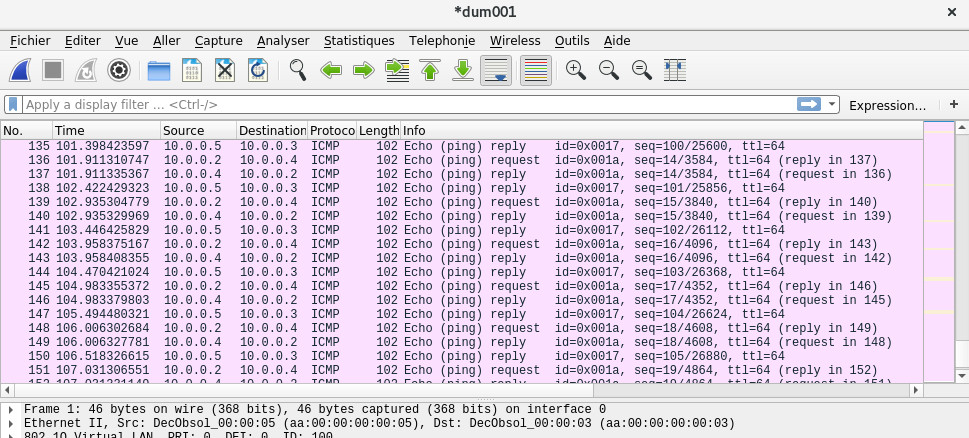 *dum001
Fichier Editer Vue Aller Capture Analyser Statistiques Telephonie Wireless Outils Aide
Apply a display filter ... <Ctrl-/> Expression... +
No. Time Source Destination Protoco Length Info
135 101.398423597 10.0.0.5 10.0.0.3 ICMP 102 Echo (ping) reply id=0x0017, seq=100/25600, ttl=64
136 101.911310747 10.0.0.2 10.0.0.4 ICMP 102 Echo (ping) request id=0x001a, seq=14/3584, ttl=64 (reply in 137)
137 101.911335367 10.0.0.4 10.0.0.2 ICMP 102 Echo (ping) reply id=0x001a, seq=14/3584, ttl=64 (request in 136)
138 102.422429323 10.0.0.5 10.0.0.3 ICMP 102 Echo (ping) reply id=0x0017, seq=101/25856, ttl=64
139 102.935304779 10.0.0.2 10.0.0.4 ICMP 102 Echo (ping) request id=0x001a, seq=15/3840, ttl=64 (reply in 140)
140 102.935329969 10.0.0.4 10.0.0.2 ICMP 102 Echo (ping) reply id=0x001a, seq=15/3840, ttl=64 (request in 139)
141 103.446425829 10.0.0.5 10.0.0.3 ICMP 102 Echo (ping) reply id=0x0017, seq=102/26112, ttl=64
142 103.958375167 10.0.0.2 10.0.0.4 ICMP 102 Echo (ping) request id=0x001a, seq=16/4096, ttl=64 (reply in 143)
143 103.958408355 10.0.0.4 10.0.0.2 ICMP 102 Echo (ping) reply id=0x001a, seq=16/4096, ttl=64 (request in 142)
144 104.470421024 10.0.0.5 10.0.0.3 ICMP 102 Echo (ping) reply id=0x0017, seq=103/26368, ttl=64
145 104.983355372 10.0.0.2 10.0.0.4 ICMP 102 Echo (ping) request id=0x001a, seq=17/4352, ttl=64 (reply in 146)
146 104.983379803 10.0.0.4 10.0.0.2 ICMP 102 Echo (ping) reply id=0x001a, seq=17/4352, ttl=64 (request in 145)
147 105.494480321 10.0.0.5 10.0.0.3 ICMP 102 Echo (ping) reply id=0x0017, seq=104/26624, ttl=64
148 106.006302684 10.0.0.2 10.0.0.4 ICMP 102 Echo (ping) request id=0x001a, seq=18/4608, ttl=64 (reply in 149)
149 106.006327781 10.0.0.4 10.0.0.2 ICMP 102 Echo (ping) reply id=0x001a, seq=18/4608, ttl=64 (request in 148)
150 106.518326615 10.0.0.5 10.0.0.3 ICMP 102 Echo (ping) reply id=0x0017, seq=105/26880, ttl=64
151 107.031306551 10.0.0.2 10.0.0.4 ICMP 102 Echo (ping) request id=0x001a, seq=19/4864, ttl=64 (reply in 152)
Frame 1: 46 bytes on wire (368 bits), 46 bytes captured (368 bits) on interface 0
Ethernet II, Src: DecObsol_00:00:05 (aa:00:00:00:00:05), Dst: DecObsol_00:00:03 (aa:00:00:00:00:03)
802.1Q Virtual LAN, PRI: 0, DEI: 0, ID: 100